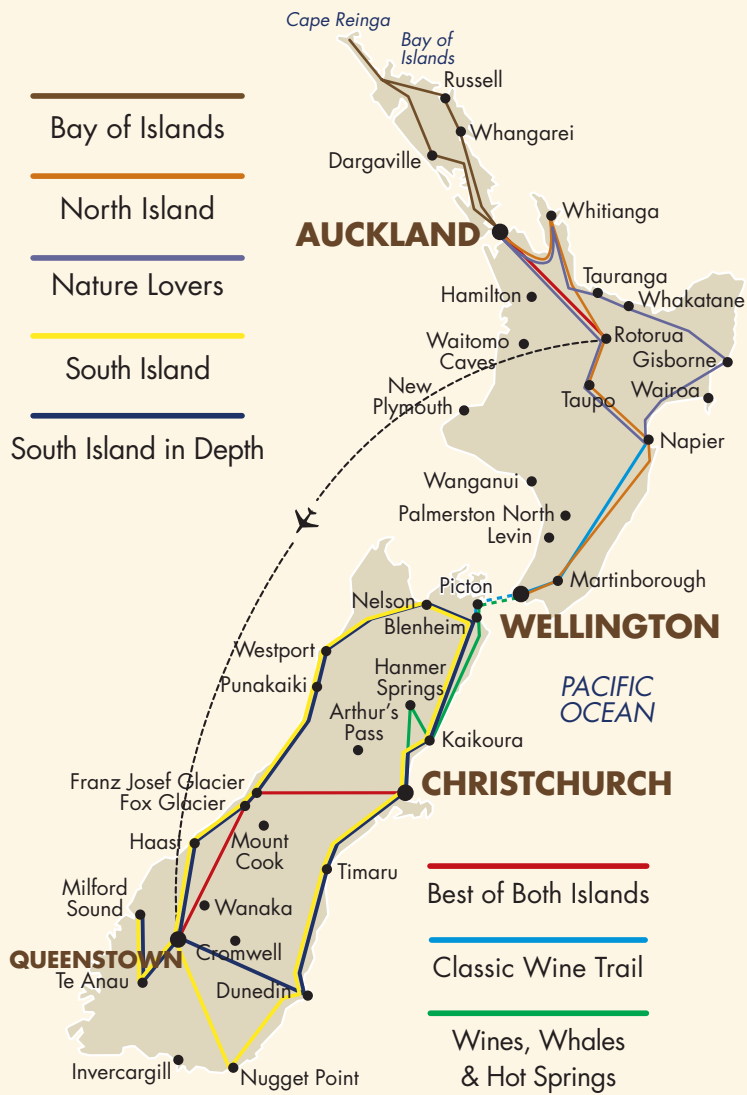 Cape Reinga
Bay of
Islands
Russell
Whangarei
Dargaville
Bay of Islands
North Island
Nature Lovers
South Island
South Island in Depth
AUCKLAND
Whitianga
Tauranga
Hamilton
Whakatane
Waitomo
Caves
Rotorua
Gisborne
New
Plymouth
Taupo
Wairoa
Napier
Wanganui
Palmerston North
Levin
Martinborough
Picton
Nelson
Blenheim
WELLINGTON
Westport
Punakaiki
Hanmer
Springs
Arthur's
Pass
PACIFIC
OCEAN
Kaikoura
Franz Josef Glacier
Fox Glacier
CHRISTCHURCH
Haast
Mount
Cook
Timaru
Milford
Sound
Wanaka
QUEENSTOWN
Cromwell
Te Anau
Dunedin
Invercargill
Nugget Point
Best of Both Islands
Classic Wine Trail
Wines, Whales
& Hot Springs